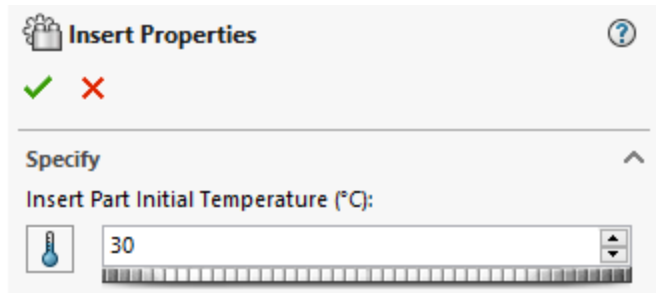 Insert Properties
Specify
Insert Part Initial Temperature (°C):
30